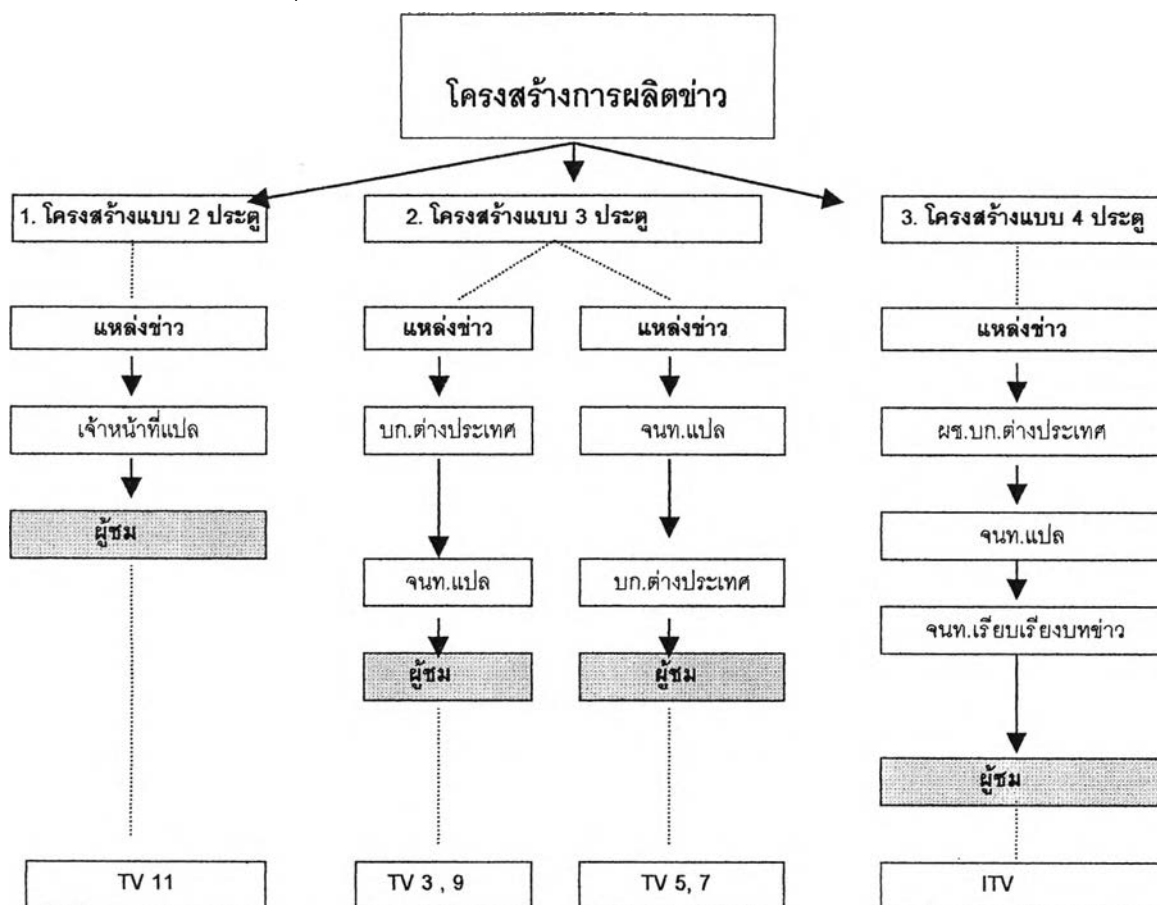 โครงสร้างการผลิตข่าว
1. โครงสร้างแบบ 2 ประตู
2. โครงสร้างแบบ 3 ประตู
3. โครงสร้างแบบ 4 ประตู
แหล่งข่าว
แหล่งข่าว
แหล่งข่าว
แหล่งข่าว
เจ้าหน้าที่แปล
บก.ต่างประเทศ
จนท.แปล
ผช.บก.ต่างประเทศ
ผู้ชม
จนท.แปล
จนท.แปล
บก.ต่างประเทศ
จนท.เรียบเรียงบทข่าว
ผู้ชม
ผู้ชม
ผู้ชม
TV 11
TV 3 , 9
TV 5, 7
ITV